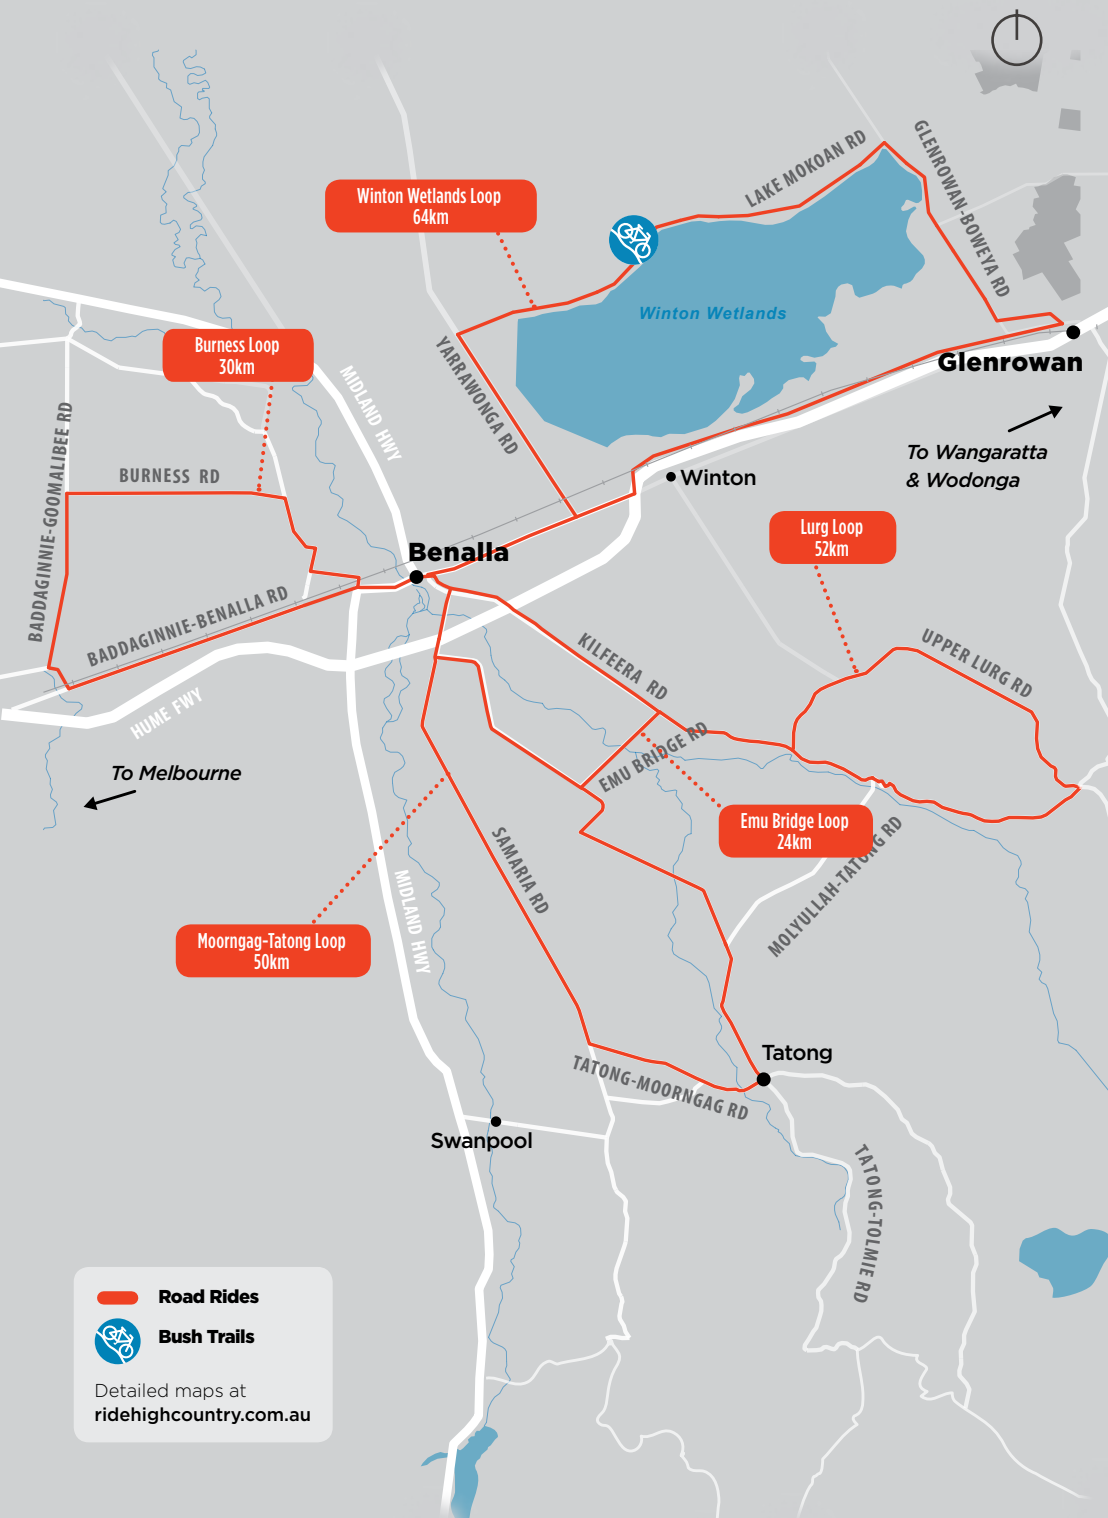 LAKE MOKOAN RD
GLENROWAN-BOWEYA RD
Winton Wetlands Loop
64km
Winton Wetlands
Burness Loop
30km
MIDLAND HWY
YARRAWONGA RD
Glenrowan
To Wangaratta
& Wodonga
BADDAGINNIE-GOOMALIBEE RD
BURNESS RD
Winton
Lurg Loop
52km
Benalla
BADDAGINNIE-BENALLA RD
KILFEERA RD
UPPER LURG RD
HUME FWY
EMU BRIDGE RD
To Melbourne
Emu Bridge Loop
24km
SAMARIA RD
MOLYULLAH-TATONG RD
MIDLAND HWY
Moorngag-Tatong Loop
50km
Tatong
TATONG-MOORNGAG RD
Swanpool
TATONG-TOLMIE RD
Road Rides
Bush Trails
Detailed maps at
ridehighcountry.com.au